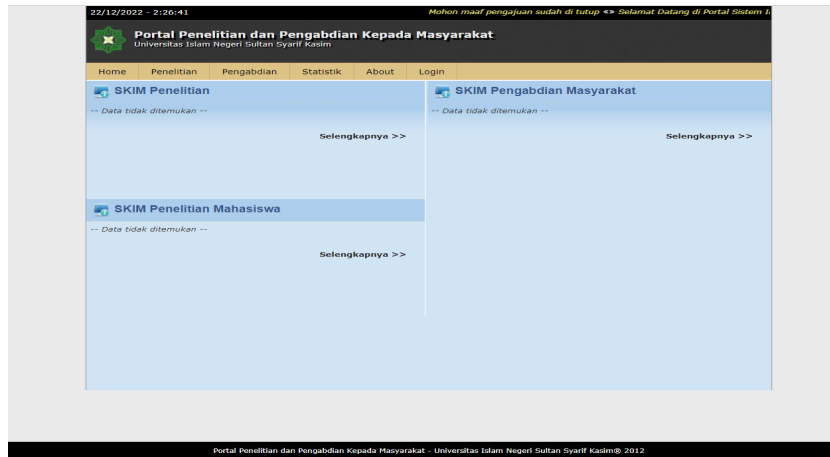 22/12/2022 - 2:26:41
Mohon maaf pengajuan sudah di tutup «» Selamat Datang di Portal Sistem
Portal Penelitian dan Pengabdian Kepada Masyarakat
Universitas Islam Negeri Sultan Syarif Kasim
Home Penelitian Pengabdian Statistik About Login
SKIM Penelitian
-- Data tidak ditemukan --
Selengkapnya >>
SKIM Pengabdian Masyarakat
-- Data tidak ditemukan --
Selengkapnya >>
SKIM Penelitian Mahasiswa
-- Data tidak ditemukan --
Selengkapnya >>
Portal Penelitian dan Pengabdian Kepada Masyarakat - Universitas Islam Negeri Sultan Syarif Kasim® 2012